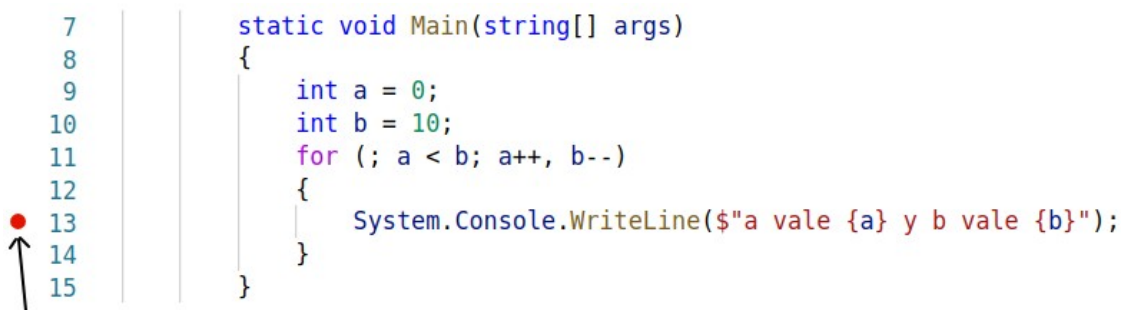 7 static void Main(string[] args)
8 {
9 int a = 0;
10 int b = 10;
11 for (; a < b; a++, b--)
12 {
13 System.Console.WriteLine($"a vale {a} y b vale {b}");
14 }
15 }